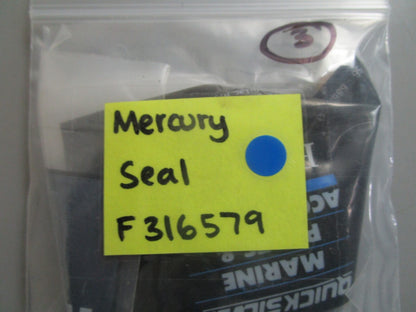 3
Mercury
Seal
F316579
QUICKSILVER
MARINE